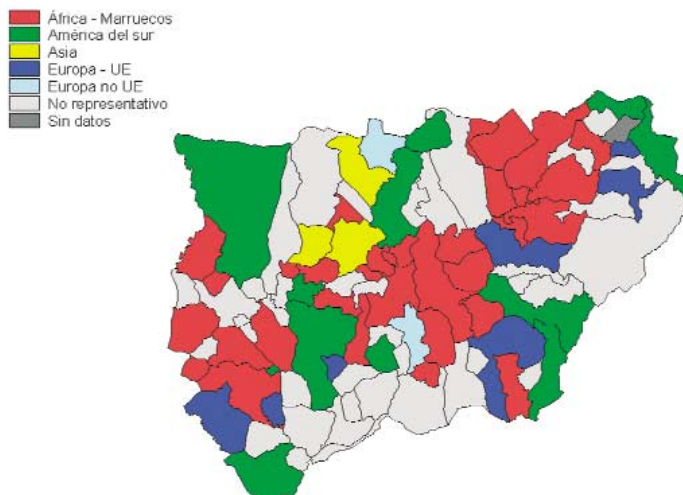 África - Marruecos
América del sur
Asia
Europa - UE
Europa no UE
No representativo
Sin datos